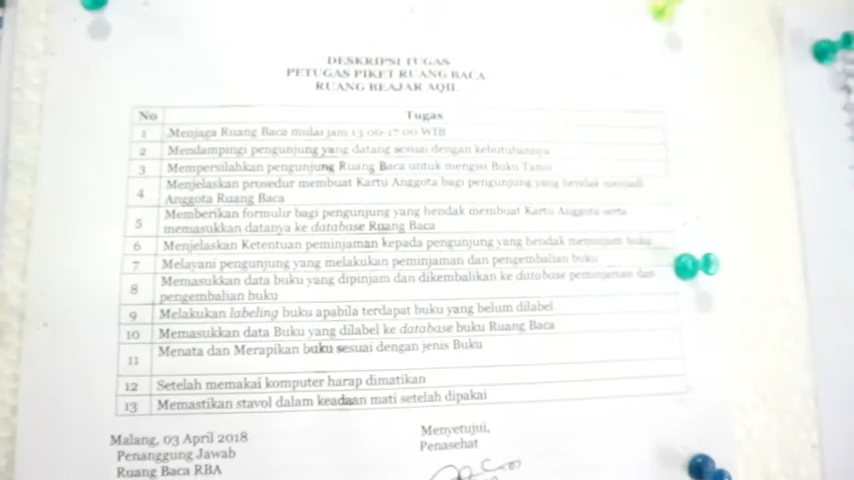 DESKRIPSI TUGAS
PETUGAS PIKET RUANG BACA
RUANG BEAJAR AQIL
No Tugas
1 Menjaga Ruang Baca mulai jam 13.00-17.00 WIB
2 Mendampingi pengunjung yang datang sesuai dengan kebutuhannya
3 Mempersilahkan pengunjung Ruang Baca untuk mengisi Buku Tamu
4 Menjelaskan prosedur membuat Kartu Anggota bagi pengunjung yang hendak menjadi
Anggota Ruang Baca
5 Memberikan formulir bagi pengunjung yang hendak membuat Kartu Anggota serta
memasukkan datanya ke database Ruang Baca
6 Menjelaskan Ketentuan peminjaman kepada pengunjung yang hendak meminjam buku
7 Melayani pengunjung yang melakukan peminjaman dan pengembalian buku
8 Memasukkan data buku yang dipinjam dan dikembalikan ke database peminjaman dan
pengembalian buku
9 Melakukan labeling buku apabila terdapat buku yang belum dilabel
10 Memasukkan data Buku yang dilabel ke database buku Ruang Baca
11 Menata dan Merapikan buku sesuai dengan jenis Buku
12 Setelah memakai komputer harap dimatikan
13 Memastikan stavol dalam keadaan mati setelah dipakai
Malang, 03 April 2018
Penanggung Jawab
Ruang Baca RBA
Menyetujui,
Penasehat